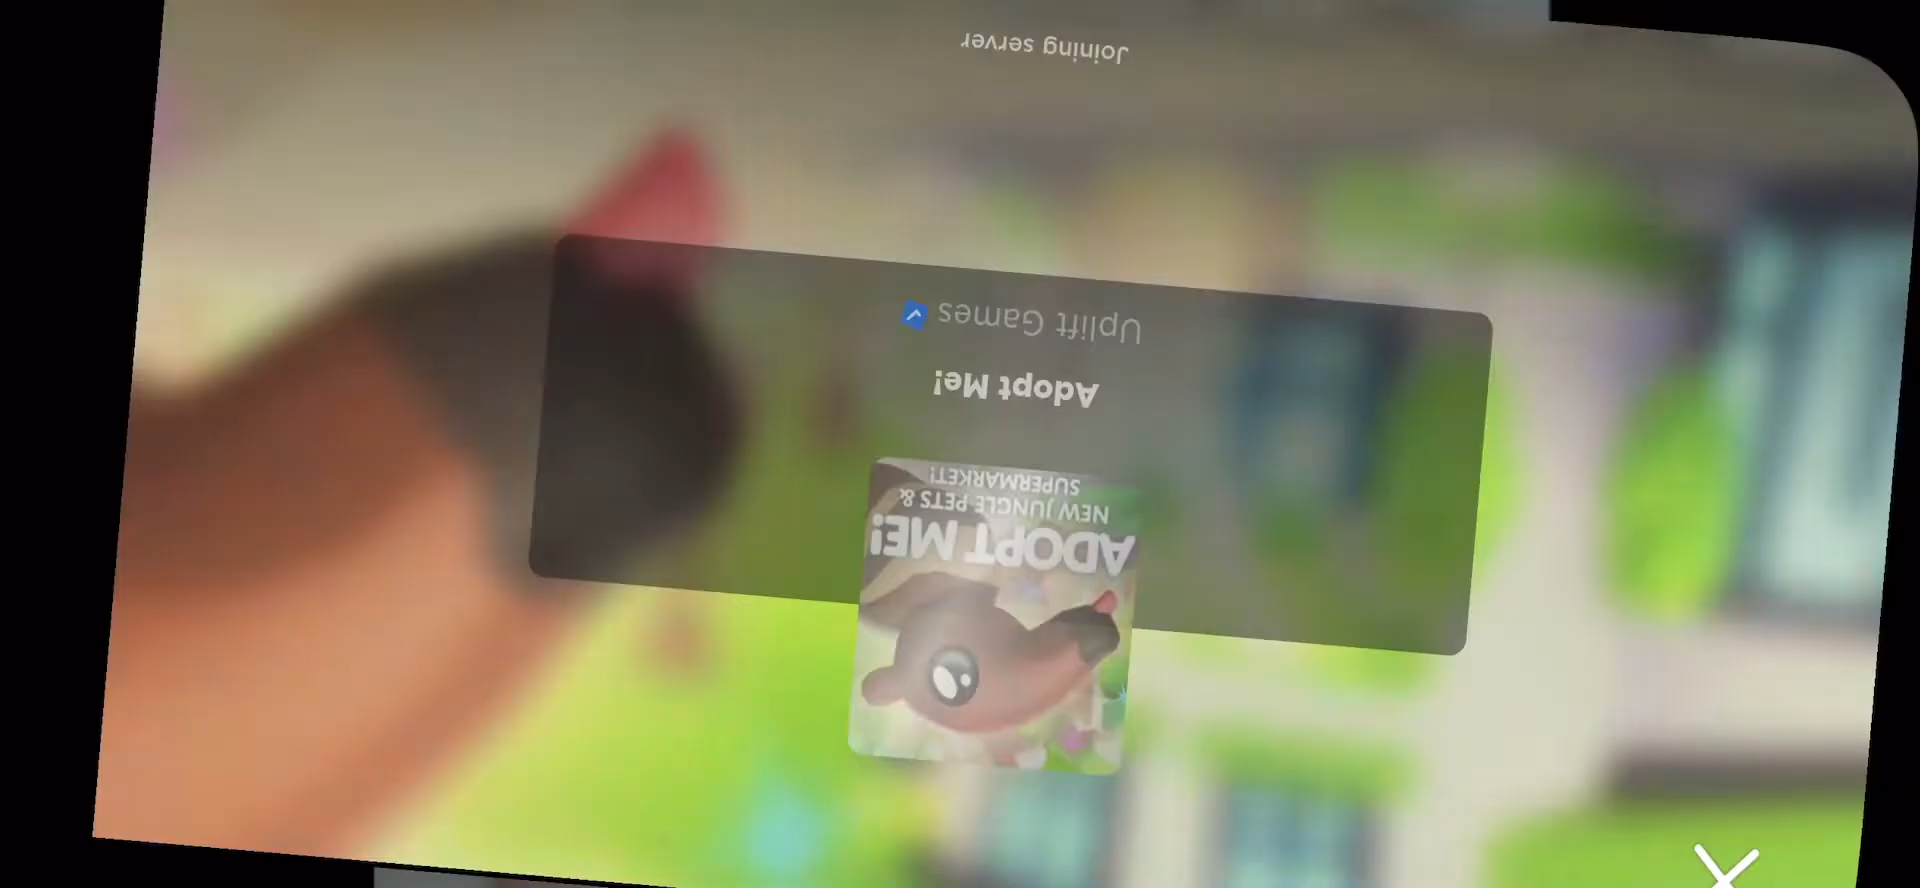 ADOPT ME!
NEW JUNGLE PETS &
SUPERMARKET!
Adopt Me!
Uplift Games
Joining server